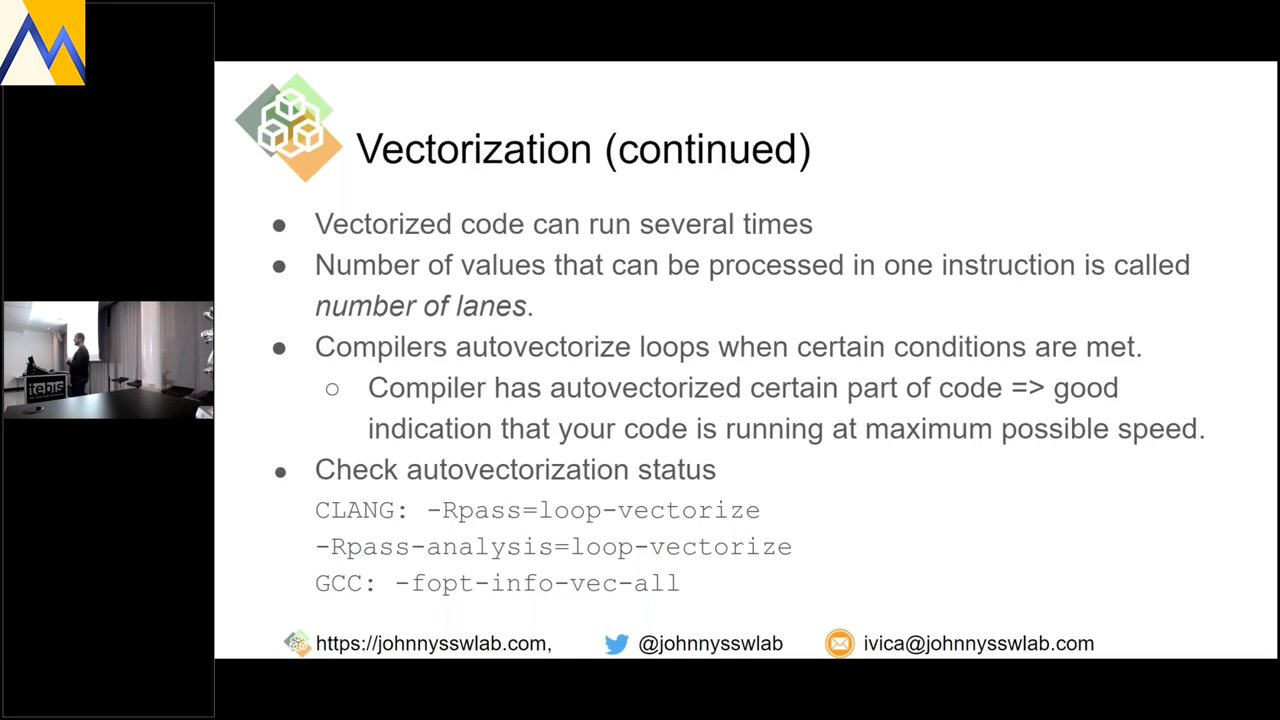 Vectorization (continued)
● Vectorized code can run several times
● Number of values that can be processed in one instruction is called
number of lanes.
● Compilers autovectorize loops when certain conditions are met.
○ Compiler has autovectorized certain part of code => good
indication that your code is running at maximum possible speed.
● Check autovectorization status
CLANG: -Rpass=loop-vectorize
-Rpass-analysis=loop-vectorize
GCC: -fopt-info-vec-all
https://johnnysswlab.com, @johnnysswlab ivica@johnnysswlab.com
tebis